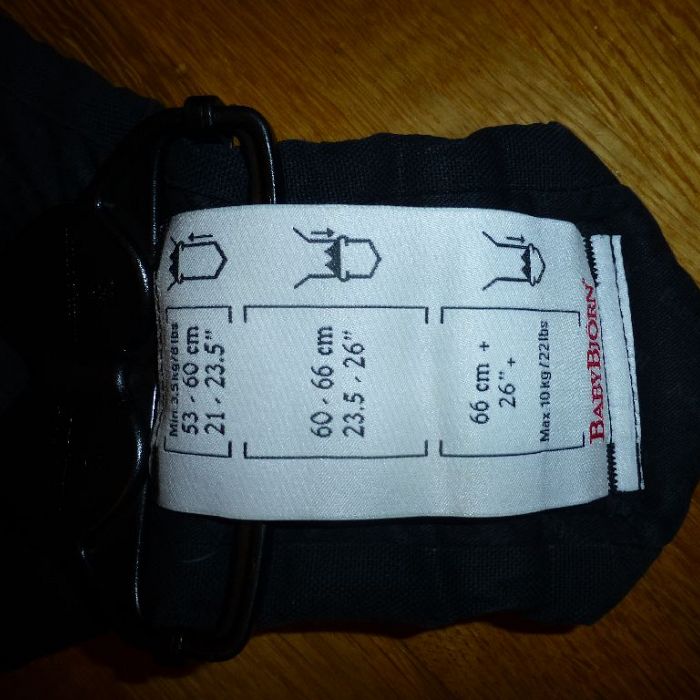 Min 3.5 kg/8 lbs
53 - 60 cm
21 - 23.5"
60 - 66 cm
23.5 - 26"
66 cm +
26" +
Max 10 kg / 22 lbs
BABYBJÖRN